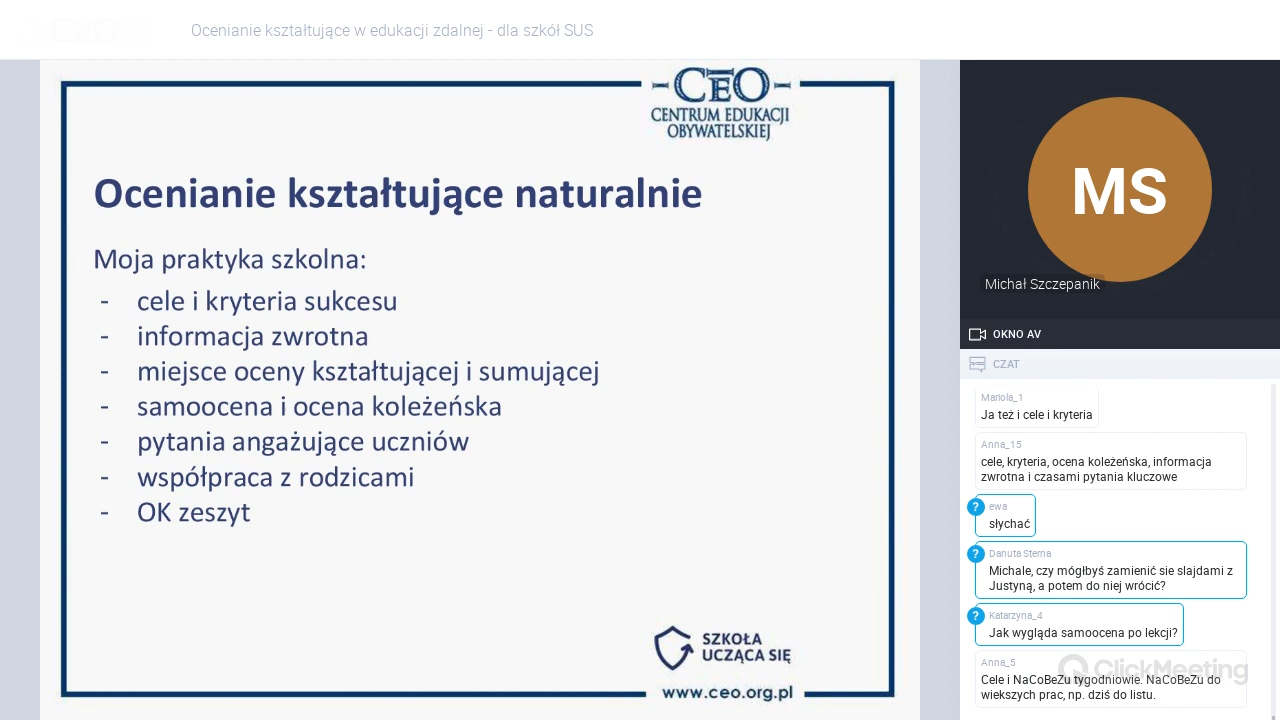 Ocenianie kształtujące w edukacji zdalnej - dla szkół SUS
CEO
CENTRUM EDUKACJI
OBYWATELSKIEJ
Ocenianie kształtujące naturalnie
Moja praktyka szkolna:
- cele i kryteria sukcesu
- informacja zwrotna
- miejsce oceny kształtującej i sumującej
- samoocena i ocena koleżeńska
- pytania angażujące uczniów
- współpraca z rodzicami
- OK zeszyt
SZKOŁA
UCZĄCA SIĘ
www.ceo.org.pl
MS
Michał Szczepanik
OKNO AV
CZAT
Mariola_1
Ja też i cele i kryteria
Anna_15
cele, kryteria, ocena koleżeńska, informacja
zwrotna i czasami pytania kluczowe
?
ewa
słychać
?
Danuta Sterna
Michale, czy mógłbyś zamienić sie slajdami z
Justyną, a potem do niej wrócić?
?
Katarzyna_4
Jak wygląda samoocena po lekcji?
Anna_5
Cele i NaCoBeZu tygodniowie. NaCoBeZu do
wiekszych prac, np. dziś do listu.
ClickMeeting